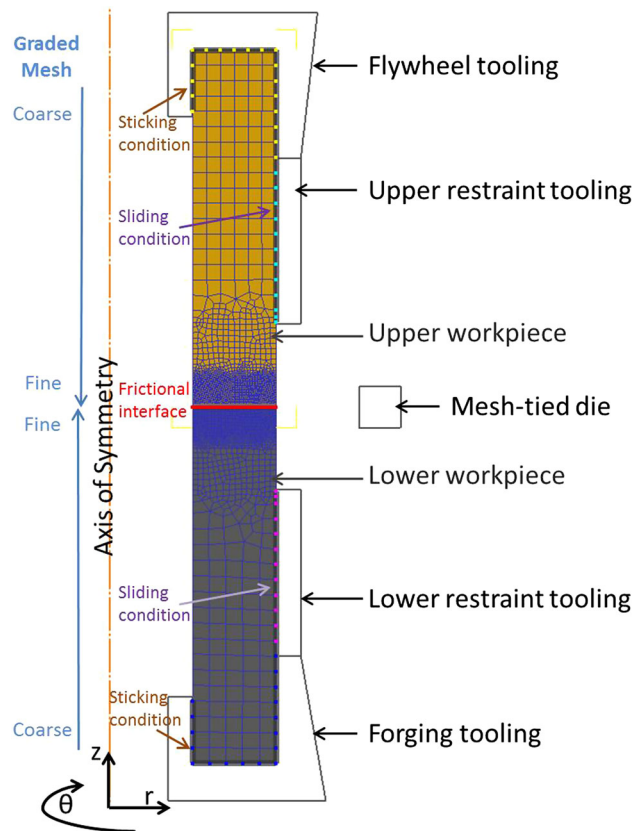 Graded
Mesh
Flywheel tooling
Coarse
Sticking
condition
Upper restraint tooling
Sliding
condition
Upper workpiece
Fine
Frictional
interface
Mesh-tied die
Fine
Axis of Symmetry
Lower workpiece
Sliding
condition
Lower restraint tooling
Sticking
condition
Coarse
Forging tooling
z
θ
r